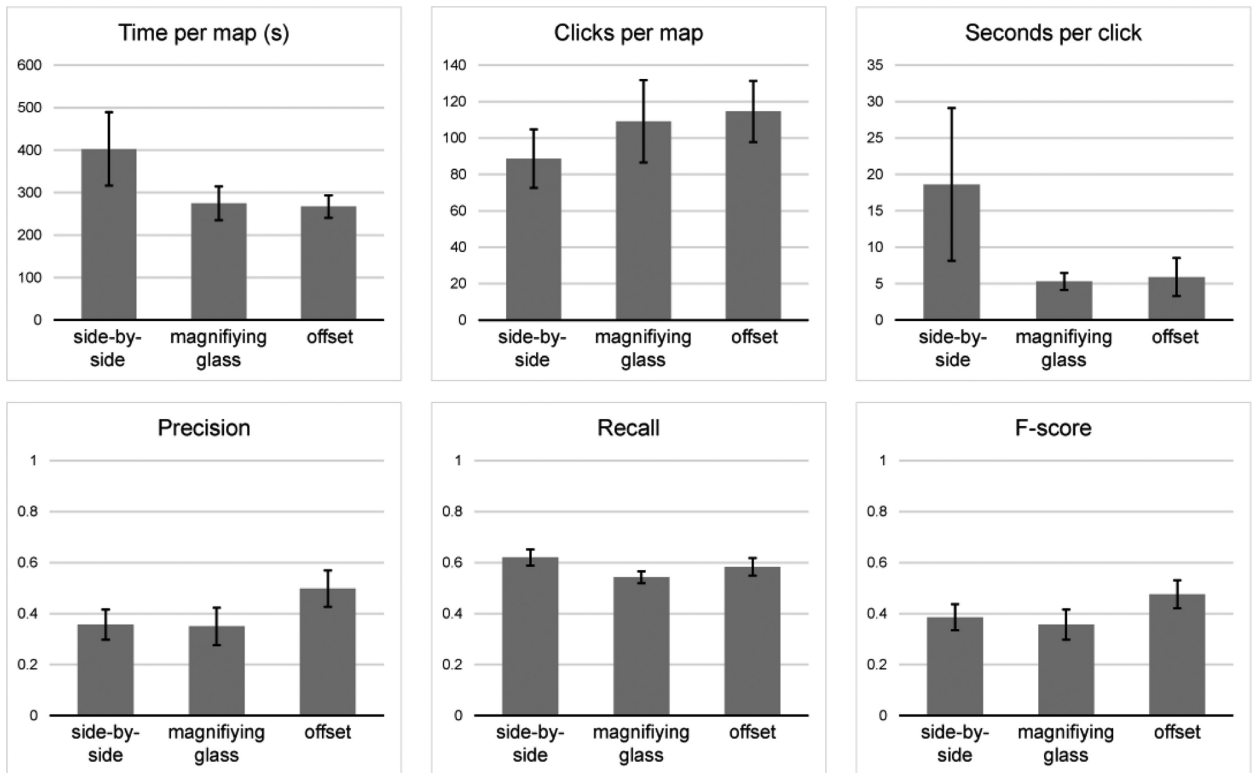 Time per map (s)
600
500
400
300
200
100
0
side-by-
side
magnifiying
glass
offset
Clicks per map
140
120
100
80
60
40
20
0
side-by-
side
magnifiying
glass
offset
Seconds per click
35
30
25
20
15
10
5
0
side-by-
side
magnifiying
glass
offset
Precision
1
0.8
0.6
0.4
0.2
0
side-by-
side
magnifiying
glass
offset
Recall
1
0.8
0.6
0.4
0.2
0
side-by-
side
magnifiying
glass
offset
F-score
1
0.8
0.6
0.4
0.2
0
side-by-
side
magnifiying
glass
offset